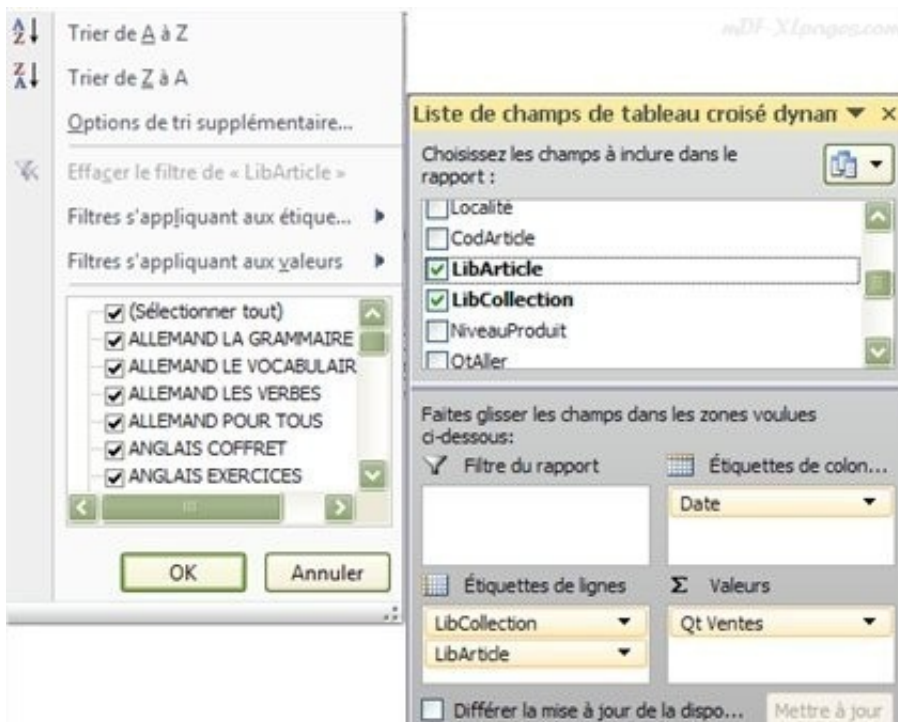 mDF-XLpages.com
Trier de A à Z
Trier de Z à A
Options de tri supplémentaire...
Effacer le filtre de « LibArticle »
Filtres s'appliquant aux étique...
Filtres s'appliquant aux valeurs
(Sélectionner tout)
ALLEMAND LA GRAMMAIRE
ALLEMAND LE VOCABULAIR
ALLEMAND LES VERBES
ALLEMAND POUR TOUS
ANGLAIS COFFRET
ANGLAIS EXERCICES
OK
Annuler
Liste de champs de tableau croisé dynam
Choisissez les champs à inclure dans le
rapport :
Localité
CodArticle
LibArticle
LibCollection
NiveauProduit
QtAller
Faites glisser les champs dans les zones voulues
ci-dessous:
Filtre du rapport
Étiquettes de colon...
Date
Étiquettes de lignes
Σ Valeurs
LibCollection
Qt Ventes
LibArticle
Différer la mise à jour de la dispo...
Mettre à jour